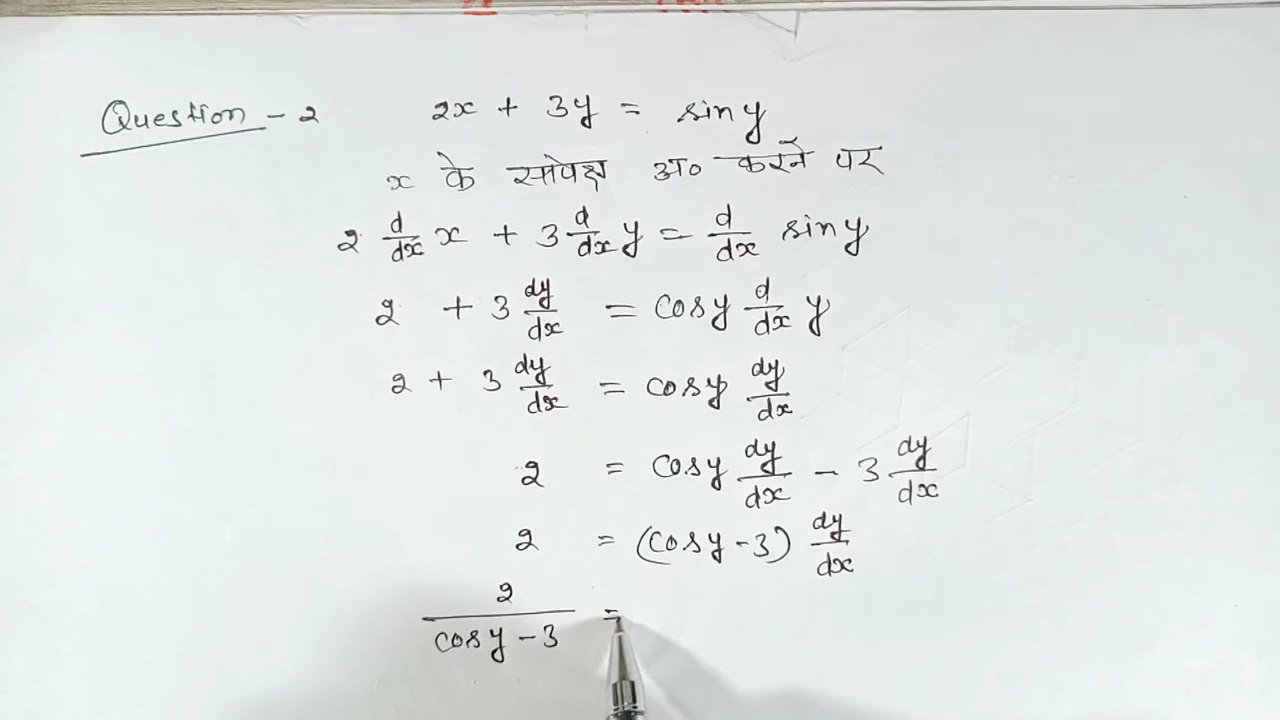 Question - 2 2x + 3y = sin y
x के सापेक्ष अ० करने पर
2 d/dx x + 3 d/dx y = d/dx sin y
2 + 3 dy/dx = cos y d/dx y
2 + 3 dy/dx = cos y dy/dx
2 = cos y dy/dx - 3 dy/dx
2 = (cos y - 3) dy/dx
2/(cos y - 3) =